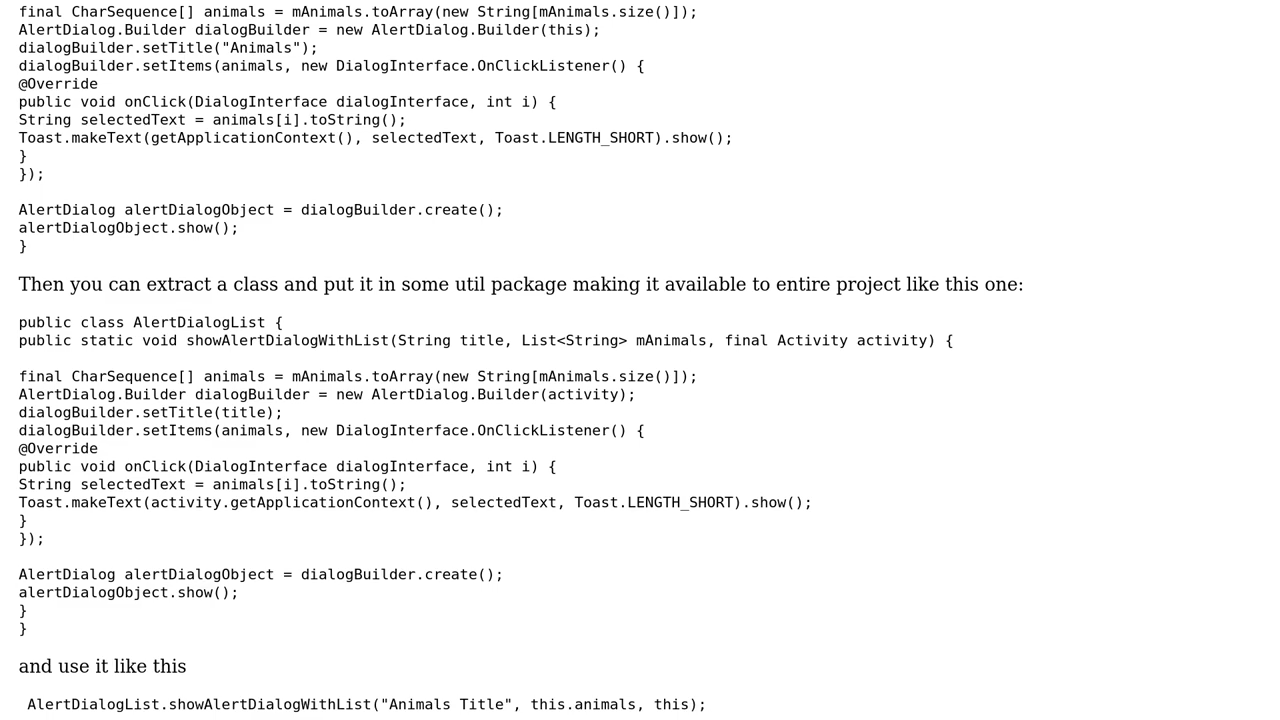 final CharSequence[] animals = mAnimals.toArray(new String[mAnimals.size()]);
AlertDialog.Builder dialogBuilder = new AlertDialog.Builder(this);
dialogBuilder.setTitle("Animals");
dialogBuilder.setItems(animals, new DialogInterface.OnClickListener() {
@Override
public void onClick(DialogInterface dialogInterface, int i) {
String selectedText = animals[i].toString();
Toast.makeText(getApplicationContext(), selectedText, Toast.LENGTH_SHORT).show();
}
});

AlertDialog alertDialogObject = dialogBuilder.create();
alertDialogObject.show();
}

Then you can extract a class and put it in some util package making it available to entire project like this one:

public class AlertDialogList {
public static void showAlertDialogWithList(String title, List<String> mAnimals, final Activity activity) {

final CharSequence[] animals = mAnimals.toArray(new String[mAnimals.size()]);
AlertDialog.Builder dialogBuilder = new AlertDialog.Builder(activity);
dialogBuilder.setTitle(title);
dialogBuilder.setItems(animals, new DialogInterface.OnClickListener() {
@Override
public void onClick(DialogInterface dialogInterface, int i) {
String selectedText = animals[i].toString();
Toast.makeText(activity.getApplicationContext(), selectedText, Toast.LENGTH_SHORT).show();
}
});

AlertDialog alertDialogObject = dialogBuilder.create();
alertDialogObject.show();
}
}

and use it like this

AlertDialogList.showAlertDialogWithList("Animals Title", this.animals, this);